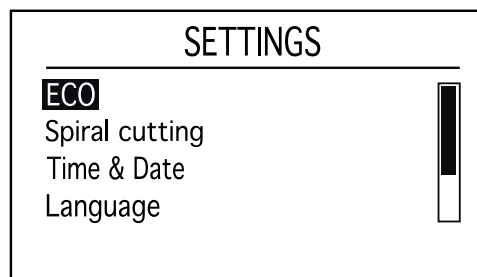 SETTINGS
ECO
Spiral cutting
Time & Date
Language